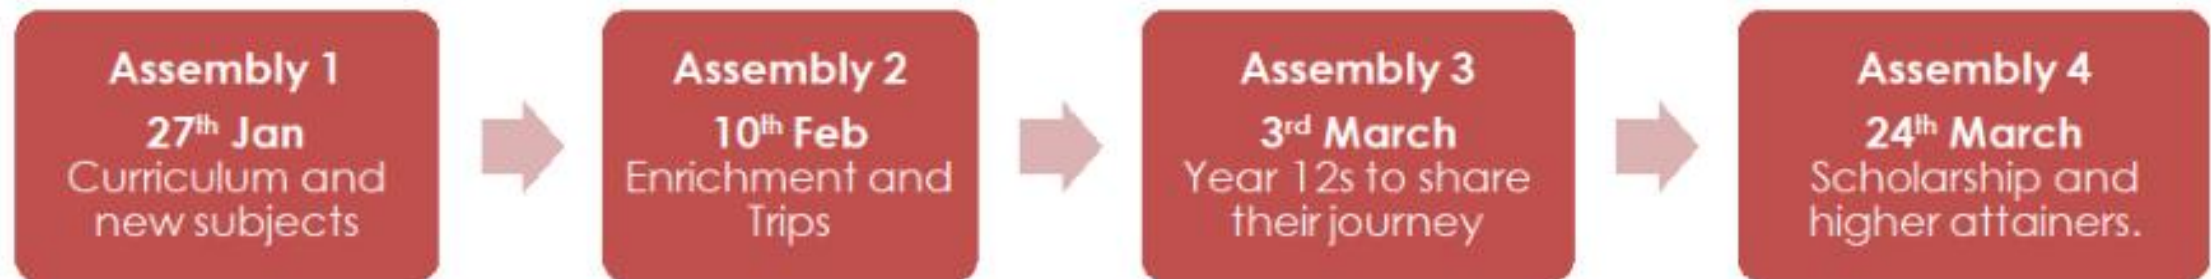 Assembly 1
27th Jan
Curriculum and
new subjects
Assembly 2
10th Feb
Enrichment and
Trips
Assembly 3
3rd March
Year 12s to share
their journey
Assembly 4
24th March
Scholarship and
higher attainers.